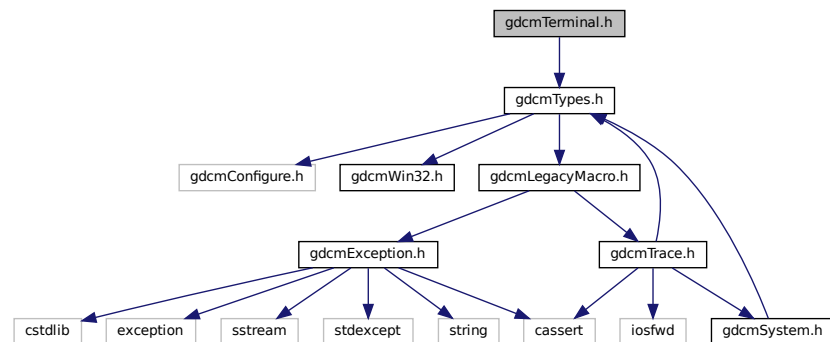 gdcmTerminal.h
gdcmTypes.h
gdcmConfigure.h
gdcmWin32.h
gdcmLegacyMacro.h
gdcmException.h
gdcmTrace.h
cstdlib
exception
sstream
stdexcept
string
cassert
iosfwd
gdcmSystem.h